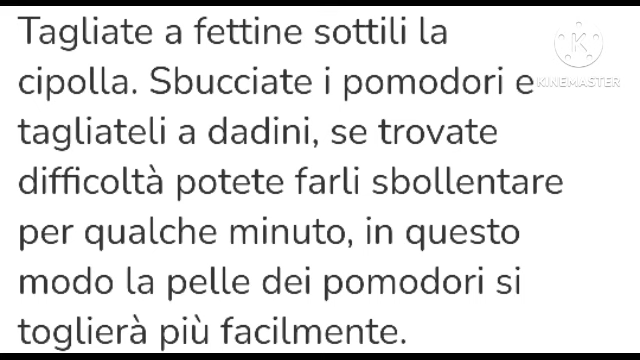 Tagliate a fettine sottili la
cipolla. Sbucciate i pomodori e
tagliateli a dadini, se trovate
difficoltà potete farli sbollentare
per qualche minuto, in questo
modo la pelle dei pomodori si
toglierà più facilmente.
K
KINEMASTER